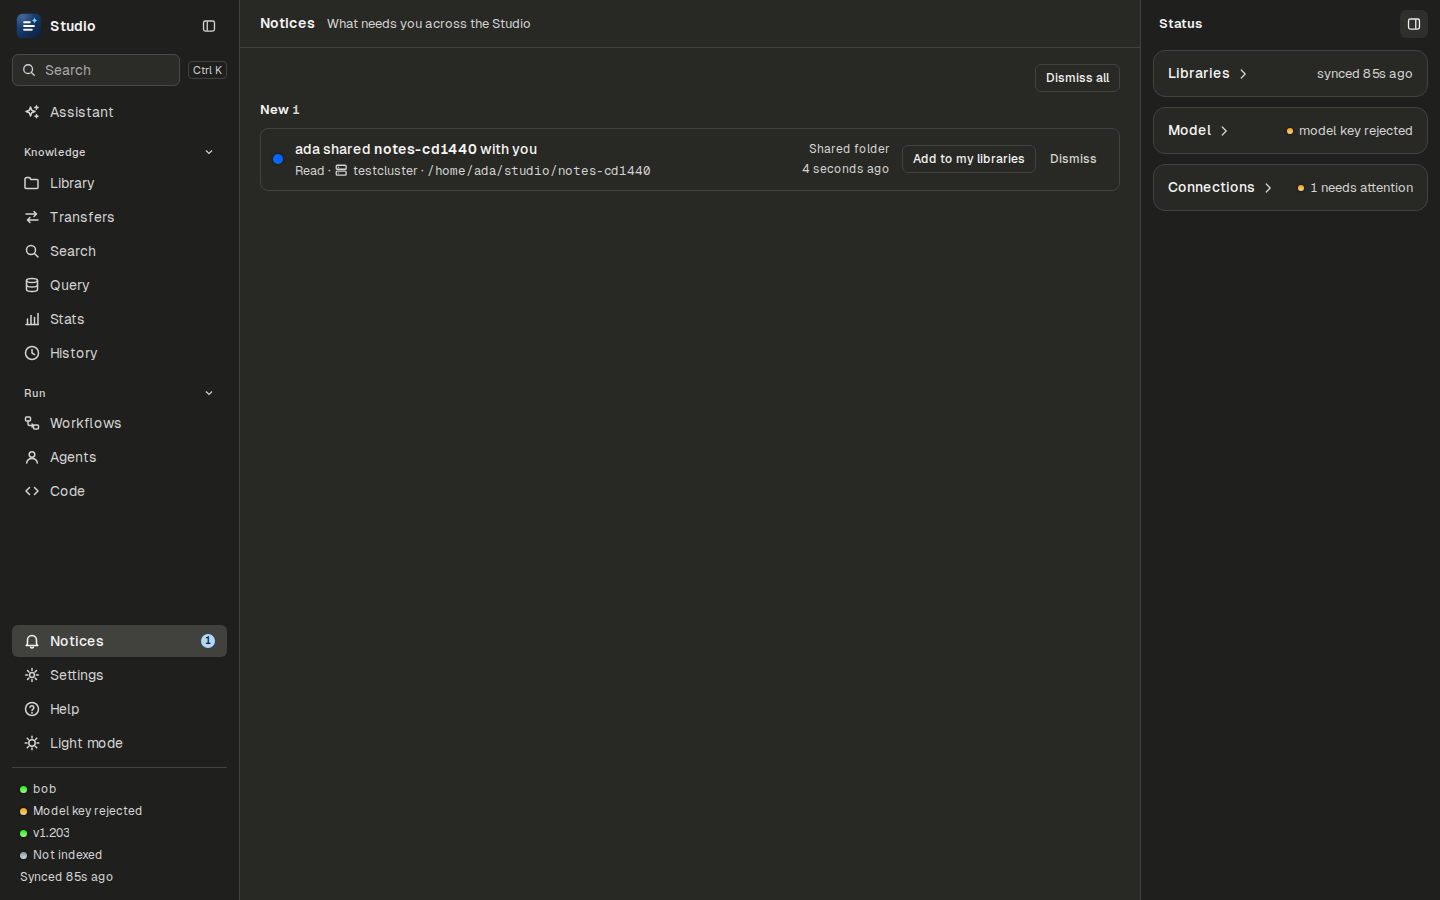 Studio
Search
Ctrl K
Assistant
Knowledge
Library
Transfers
Search
Query
Stats
History
Run
Workflows
Agents
Code
Notices 1
Settings
Help
Light mode
bob
Model key rejected
v1.203
Not indexed
Synced 85s ago
Notices What needs you across the Studio
Dismiss all
New 1
ada shared notes-cd1440 with you
Read · testcluster · /home/ada/studio/notes-cd1440
Shared folder
4 seconds ago
Add to my libraries
Dismiss
Status
Libraries synced 85s ago
Model model key rejected
Connections 1 needs attention